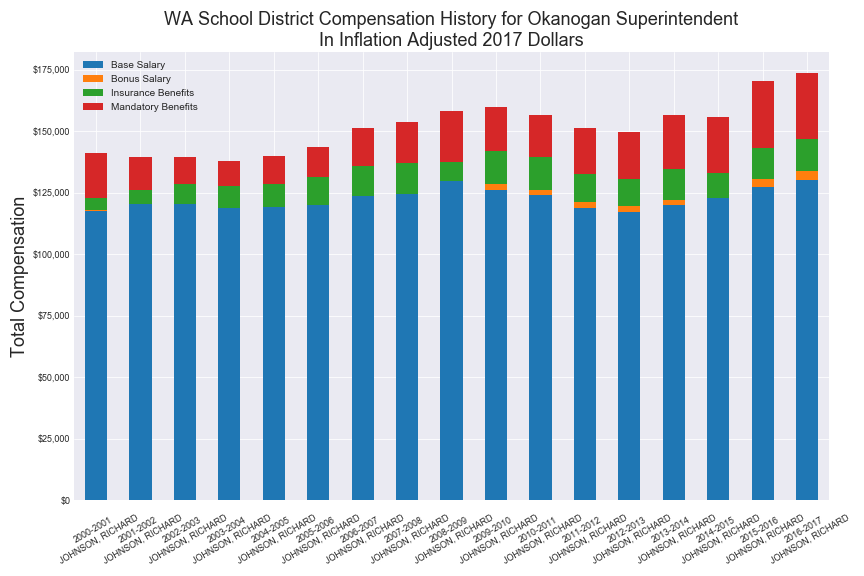 WA School District Compensation History for Okanogan Superintendent
In Inflation Adjusted 2017 Dollars
Base Salary
Bonus Salary
Insurance Benefits
Mandatory Benefits
Total Compensation
$175,000
$150,000
$125,000
$100,000
$75,000
$50,000
$25,000
$0
2000-2001
JOHNSON, RICHARD
2001-2002
JOHNSON, RICHARD
2002-2003
JOHNSON, RICHARD
2003-2004
JOHNSON, RICHARD
2004-2005
JOHNSON, RICHARD
2005-2006
JOHNSON, RICHARD
2006-2007
JOHNSON, RICHARD
2007-2008
JOHNSON, RICHARD
2008-2009
JOHNSON, RICHARD
2009-2010
JOHNSON, RICHARD
2010-2011
JOHNSON, RICHARD
2011-2012
JOHNSON, RICHARD
2012-2013
JOHNSON, RICHARD
2013-2014
JOHNSON, RICHARD
2014-2015
JOHNSON, RICHARD
2015-2016
JOHNSON, RICHARD
2016-2017
JOHNSON, RICHARD